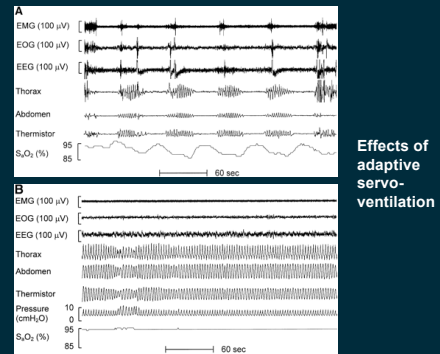 A
EMG (100 μV)
EOG (100 μV)
EEG (100 μV)
Thorax
Abdomen
Thermistor
SAO2 (%)
95
85
60 sec
Effects of
adaptive
servo-
ventilation
B
EMG (100 μV)
EOG (100 μV)
EEG (100 μV)
Thorax
Abdomen
Thermistor
Pressure
(cmH2O)
10
0
SAO2 (%)
95
85
60 sec